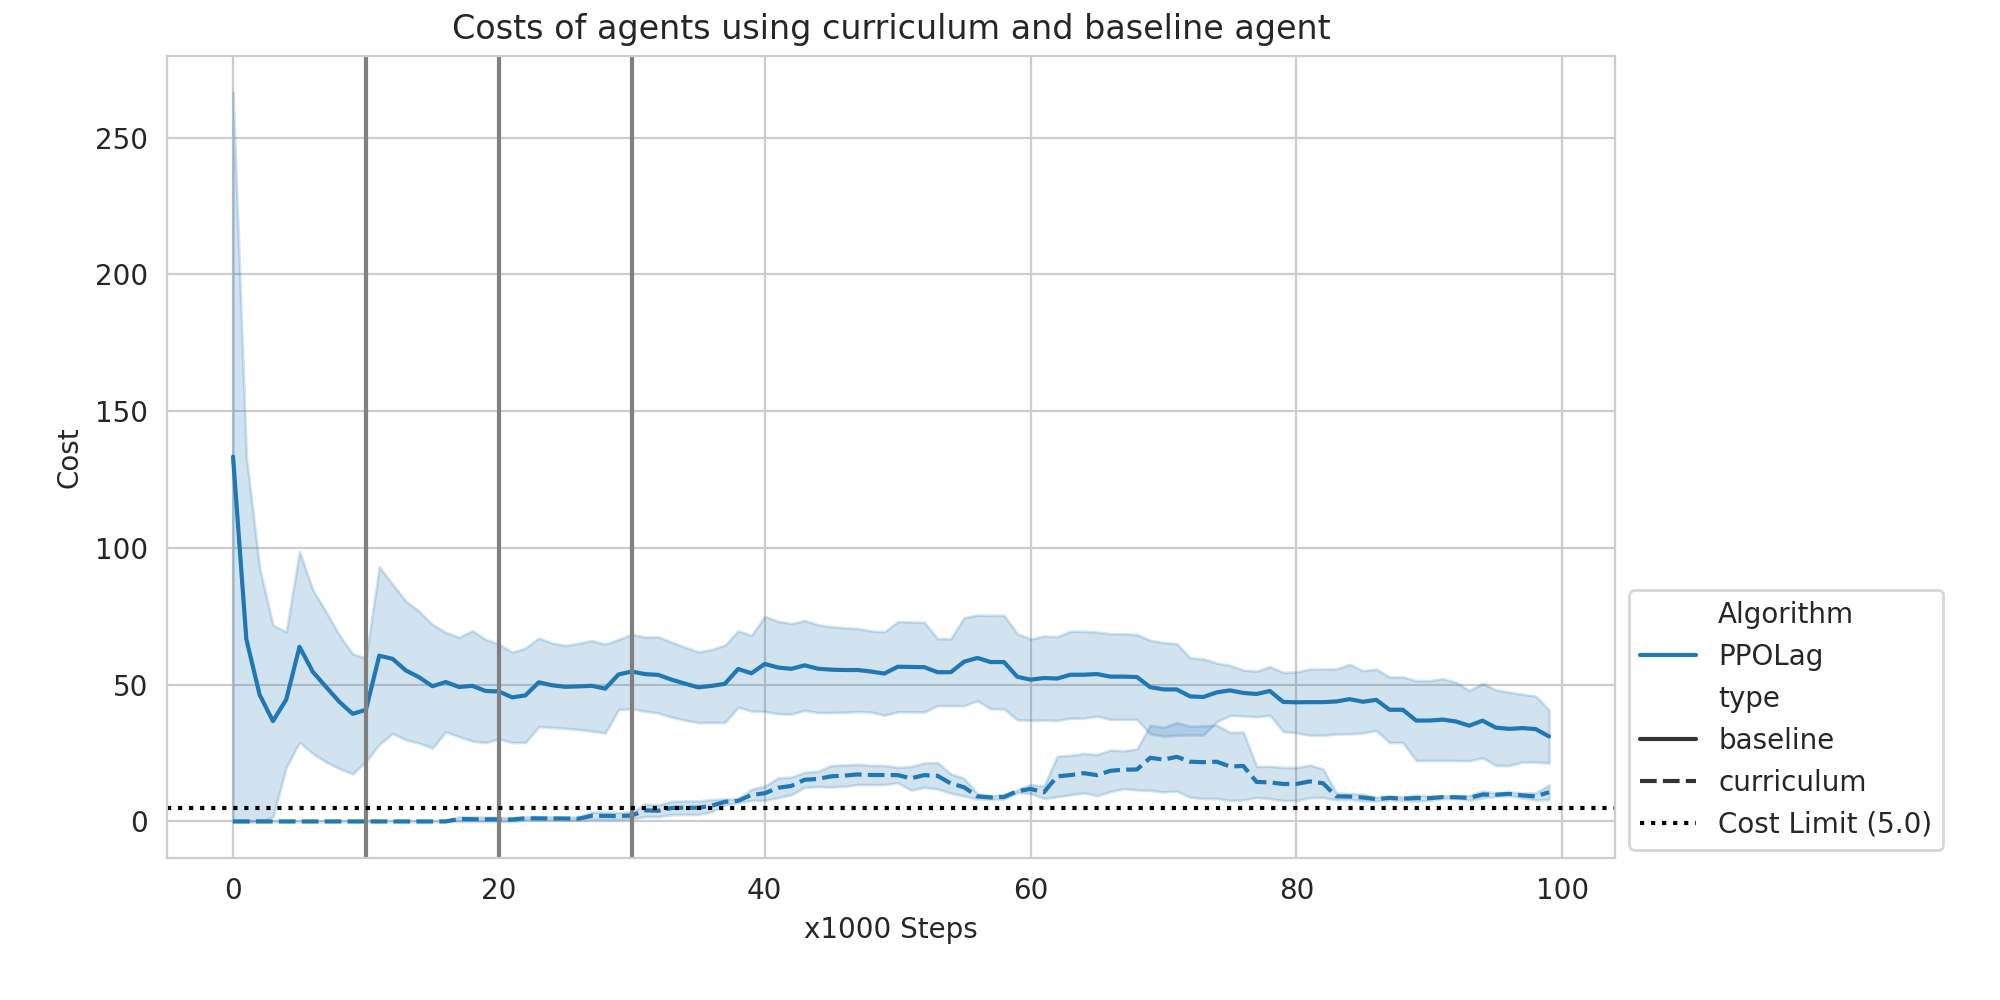 Costs of agents using curriculum and baseline agent
250
200
150
100
50
0
Cost
0 20 40 60 80 100
x1000 Steps
Algorithm
PPOLag
type
baseline
curriculum
Cost Limit (5.0)